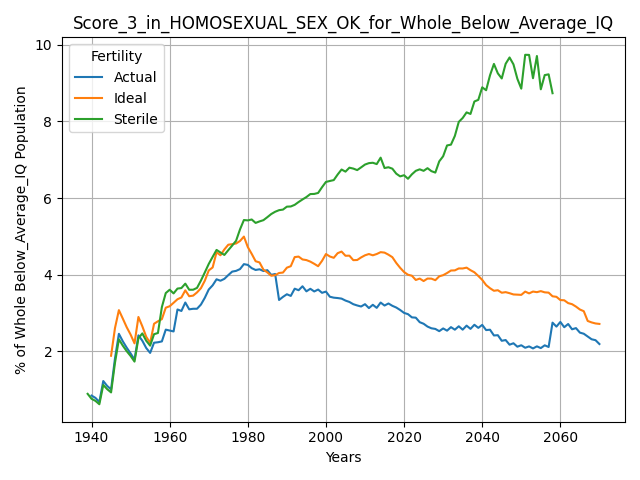 Score_3_in_HOMOSEXUAL_SEX_OK_for_Whole_Below_Average_IQ
Fertility
Actual
Ideal
Sterile
% of Whole Below_Average_IQ Population
10
8
6
4
2
1940
1960
1980
2000
2020
2040
2060
Years